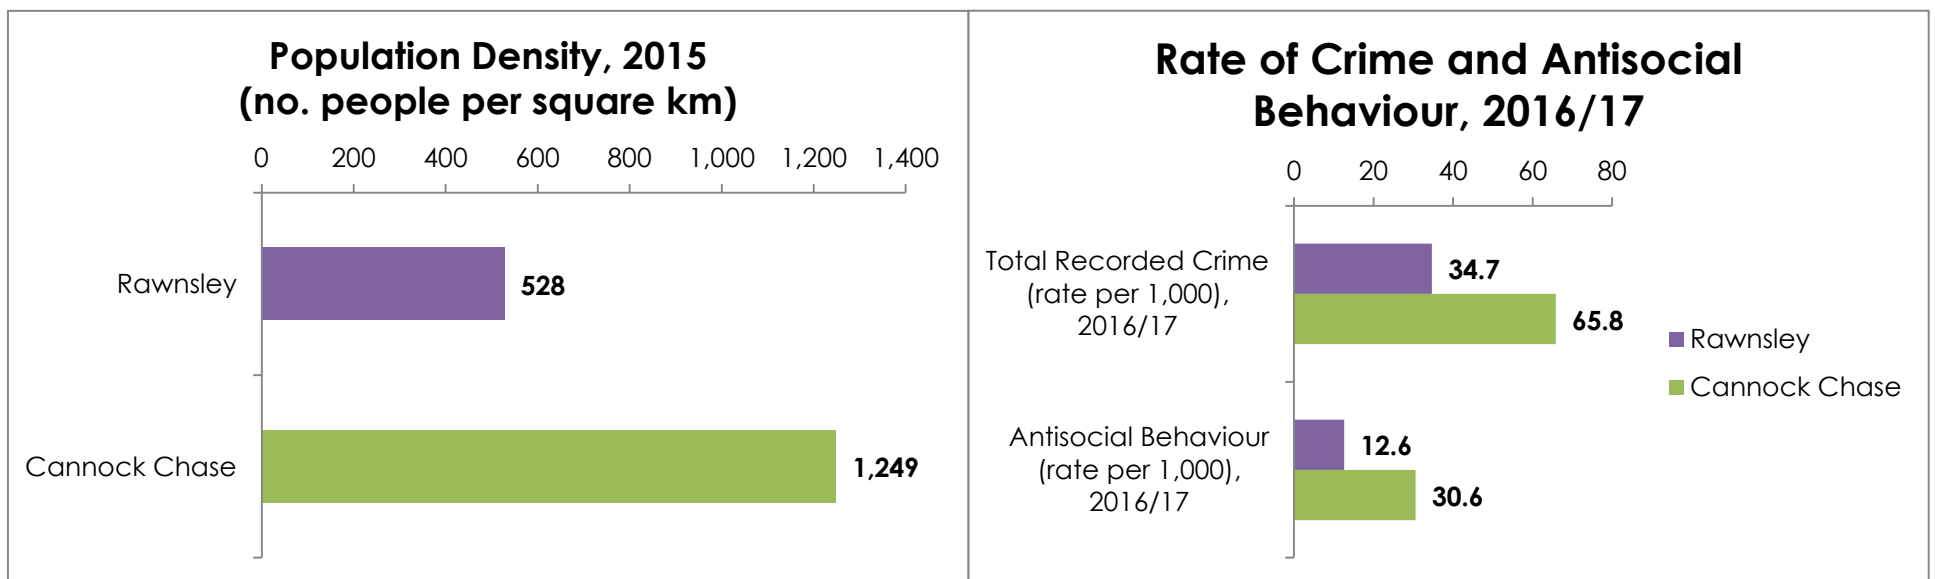 Population Density, 2015
(no. people per square km)
0 200 400 600 800 1,000 1,200 1,400
Rawnsley
528
Cannock Chase
1,249
Rate of Crime and Antisocial
Behaviour, 2016/17
0 20 40 60 80
Total Recorded Crime
(rate per 1,000),
2016/17
34.7
65.8
Antisocial Behaviour
(rate per 1,000),
2016/17
12.6
30.6
Rawnsley
Cannock Chase